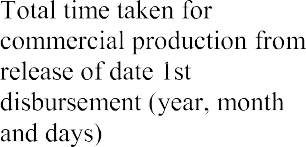 Total time taken for
commercial production from
release of date 1st
disbursement (year, month
and days)